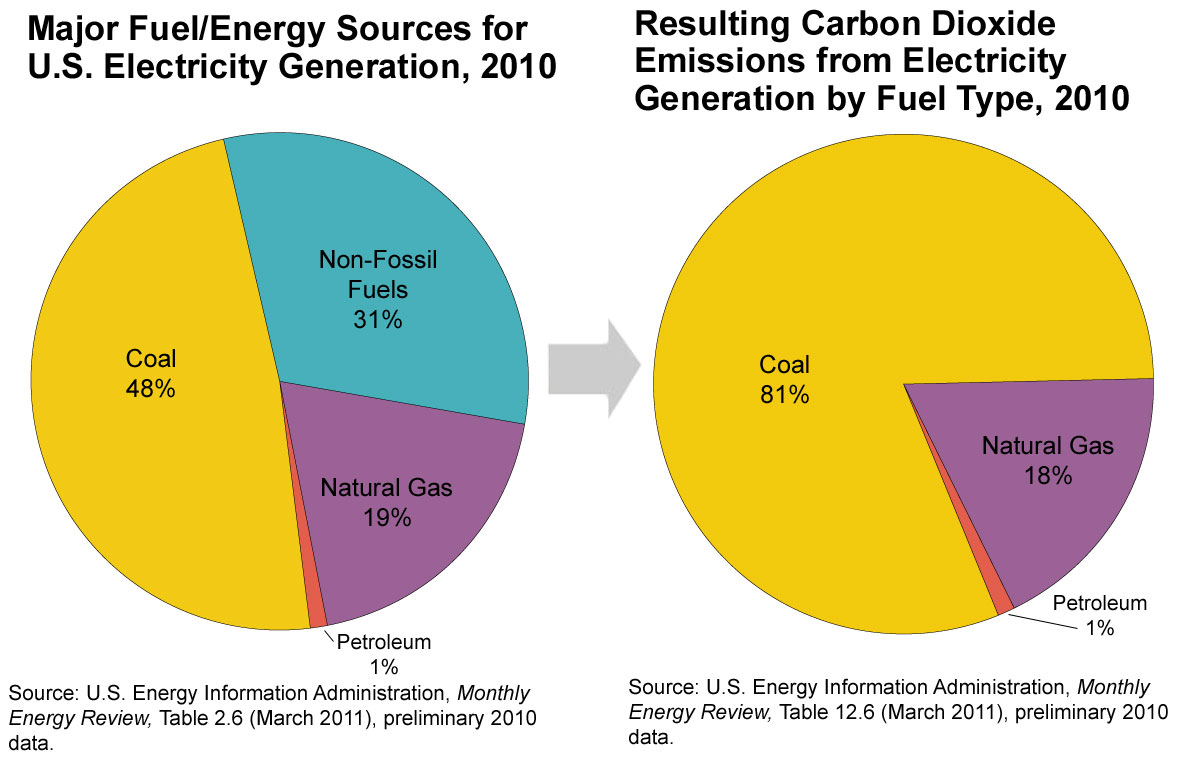 Major Fuel/Energy Sources for
U.S. Electricity Generation, 2010
Non-Fossil
Fuels
31%
Coal
48%
Natural Gas
19%
Petroleum
1%
Source: U.S. Energy Information Administration, Monthly
Energy Review, Table 2.6 (March 2011), preliminary 2010
data.
Resulting Carbon Dioxide
Emissions from Electricity
Generation by Fuel Type, 2010
Coal
81%
Natural Gas
18%
Petroleum
1%
Source: U.S. Energy Information Administration, Monthly
Energy Review, Table 12.6 (March 2011), preliminary 2010
data.